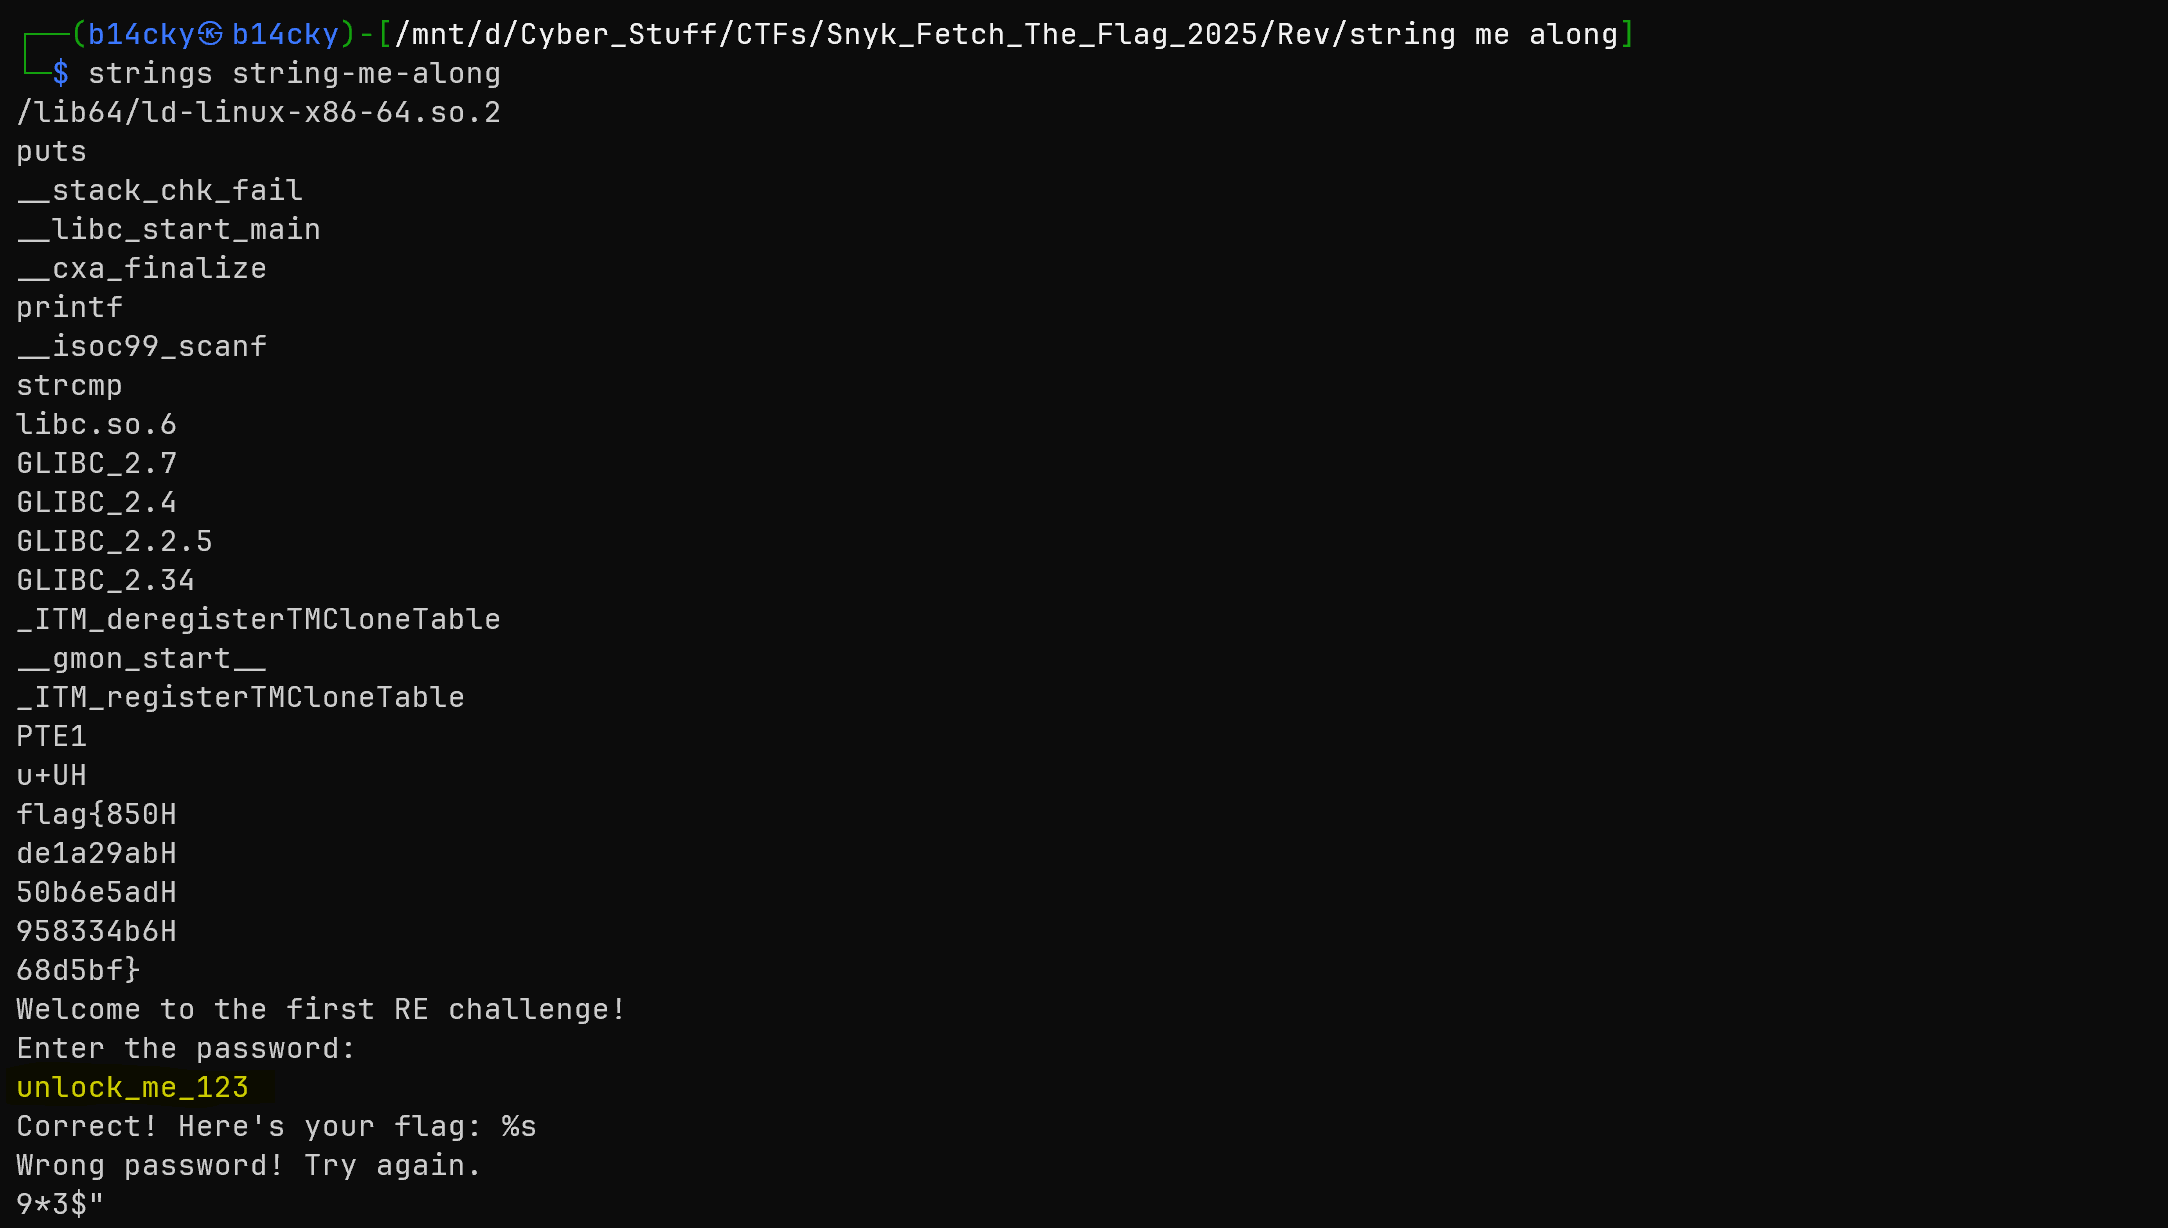 ┌──(b14cky㉿b14cky)-[/mnt/d/Cyber_Stuff/CTFs/Snyk_Fetch_The_Flag_2025/Rev/string me along]
└─$ strings string-me-along
/lib64/ld-linux-x86-64.so.2
puts
__stack_chk_fail
__libc_start_main
__cxa_finalize
printf
__isoc99_scanf
strcmp
libc.so.6
GLIBC_2.7
GLIBC_2.4
GLIBC_2.2.5
GLIBC_2.34
_ITM_deregisterTMCloneTable
__gmon_start__
_ITM_registerTMCloneTable
PTE1
u+UH
flag{850H
de1a29abH
50b6e5adH
958334b6H
68d5bf}
Welcome to the first RE challenge!
Enter the password:
unlock_me_123
Correct! Here's your flag: %s
Wrong password! Try again.
9*3$"